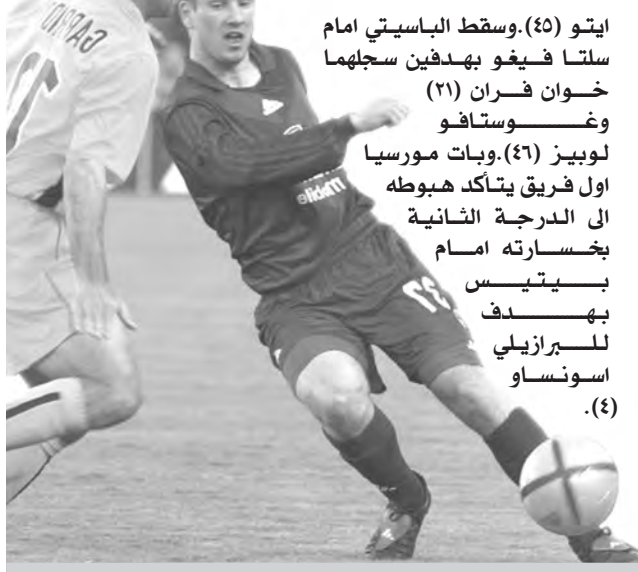 ايتو (٤٥).وسقط الباسيتي امام
سلتا فيغو بهدفين سجلهما
خوان فران (٢١)
وغوستافو
لوبيز (٤٦).وبات مورسيا
اول فريق يتأكد هبوطه
الى الدرجة الثانية
بخسارته امام
بيتيس
بهدف
للبرازيلي
اسونساو
(٤).